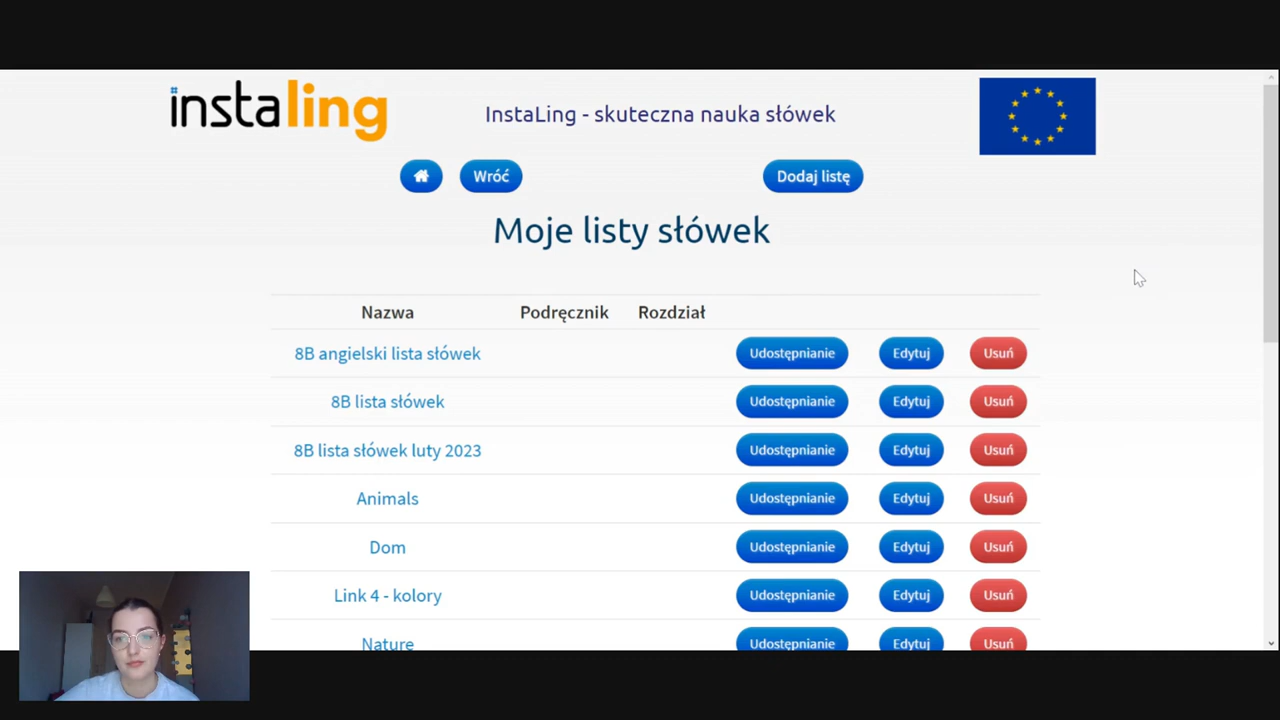 instaling
InstaLing - skuteczna nauka słówek
Wróć
Dodaj listę
Moje listy słówek
Nazwa Podręcznik Rozdział
8B angielski lista słówek Udostępnianie Edytuj Usuń
8B lista słówek Udostępnianie Edytuj Usuń
8B lista słówek luty 2023 Udostępnianie Edytuj Usuń
Animals Udostępnianie Edytuj Usuń
Dom Udostępnianie Edytuj Usuń
Link 4 - kolory Udostępnianie Edytuj Usuń
Nature Udostępnianie Edytuj Usuń